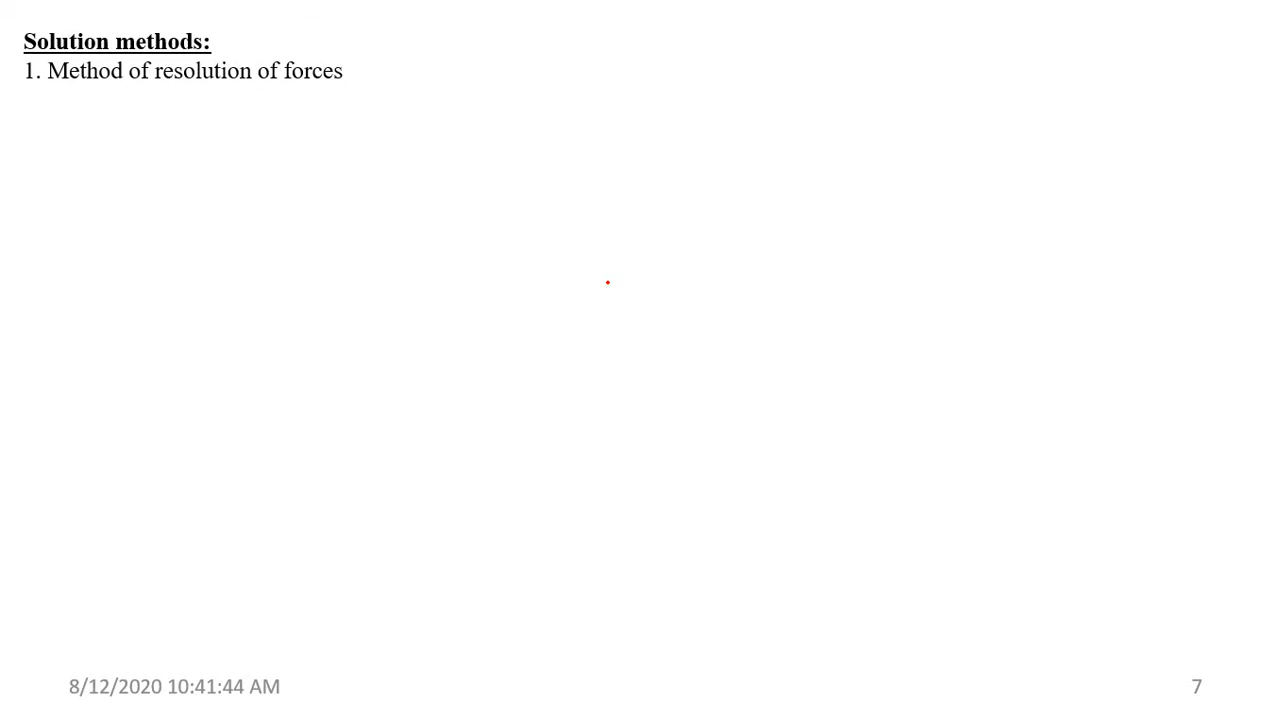 Solution methods:
1. Method of resolution of forces
8/12/2020 10:41:44 AM
7